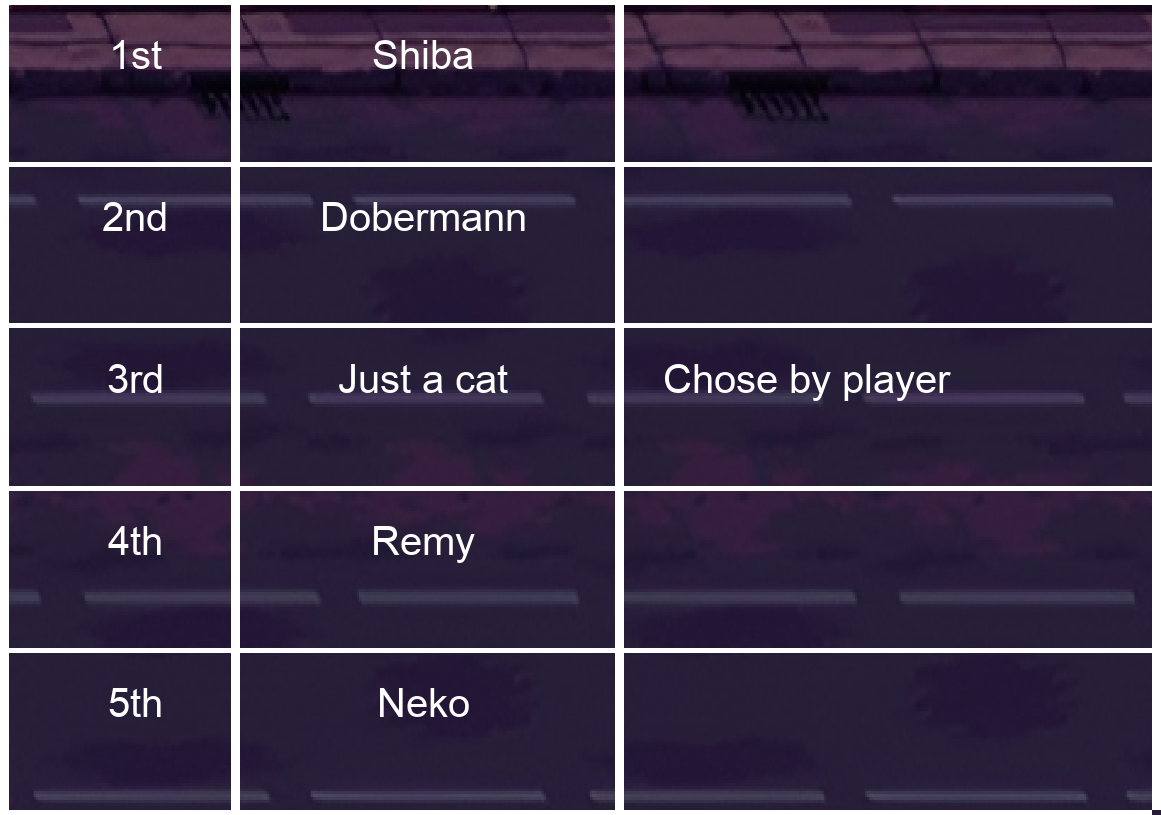 1st Shiba
2nd Dobermann
3rd Just a cat Chose by player
4th Remy
5th Neko